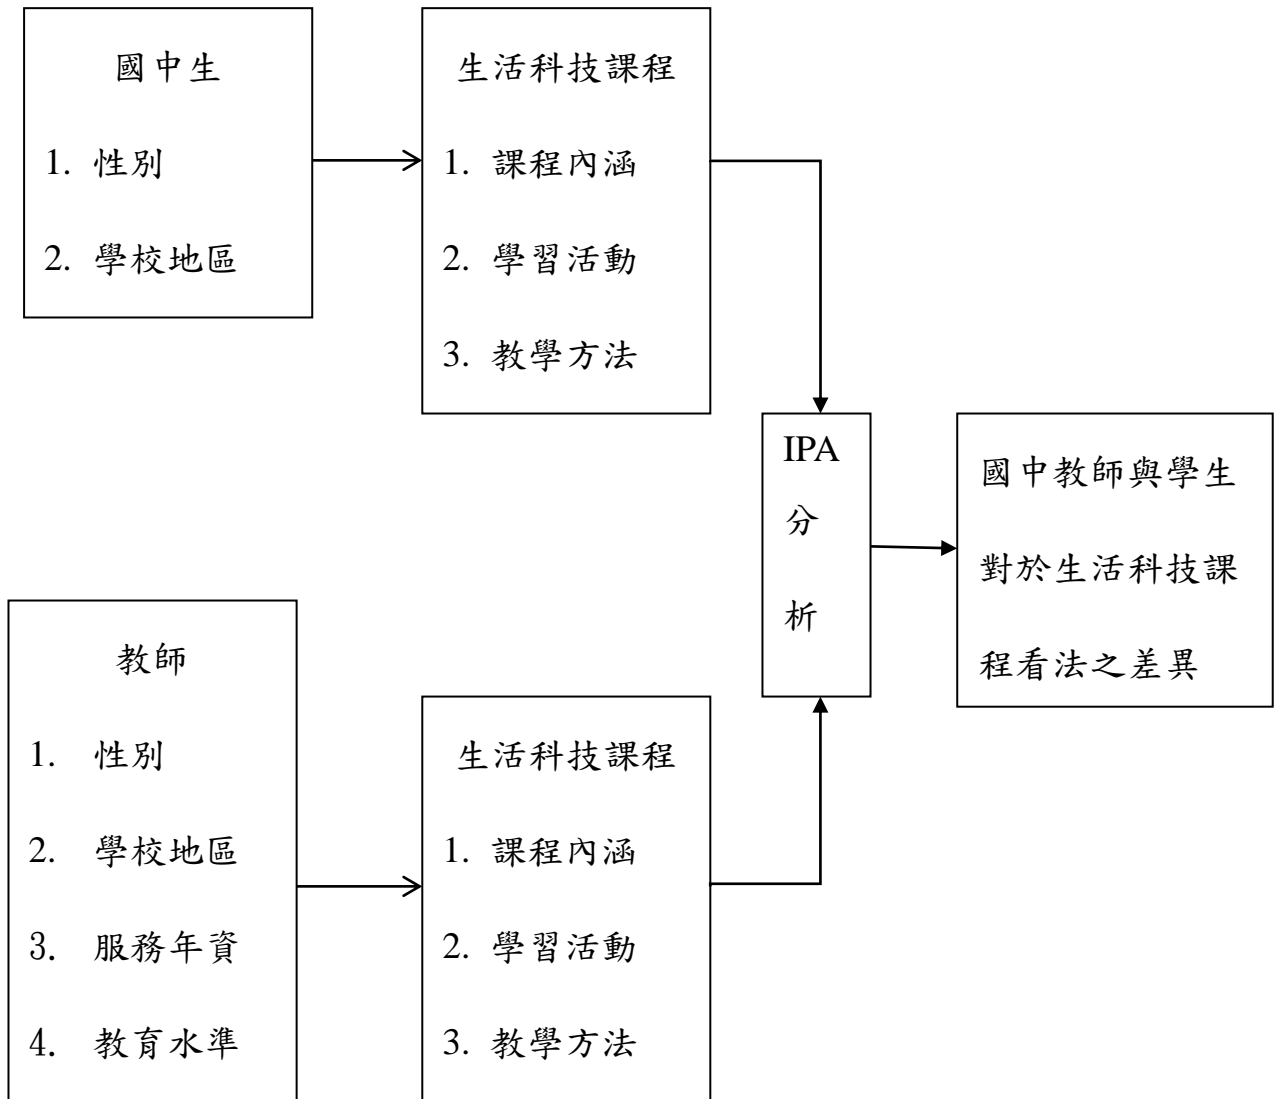 國中生
1. 性別
2. 學校地區
生活科技課程
1. 課程內涵
2. 學習活動
3. 教學方法
教師
1. 性別
2. 學校地區
3. 服務年資
4. 教育水準
生活科技課程
1. 課程內涵
2. 學習活動
3. 教學方法
IPA
分
析
國中教師與學生
對於生活科技課
程看法之差異